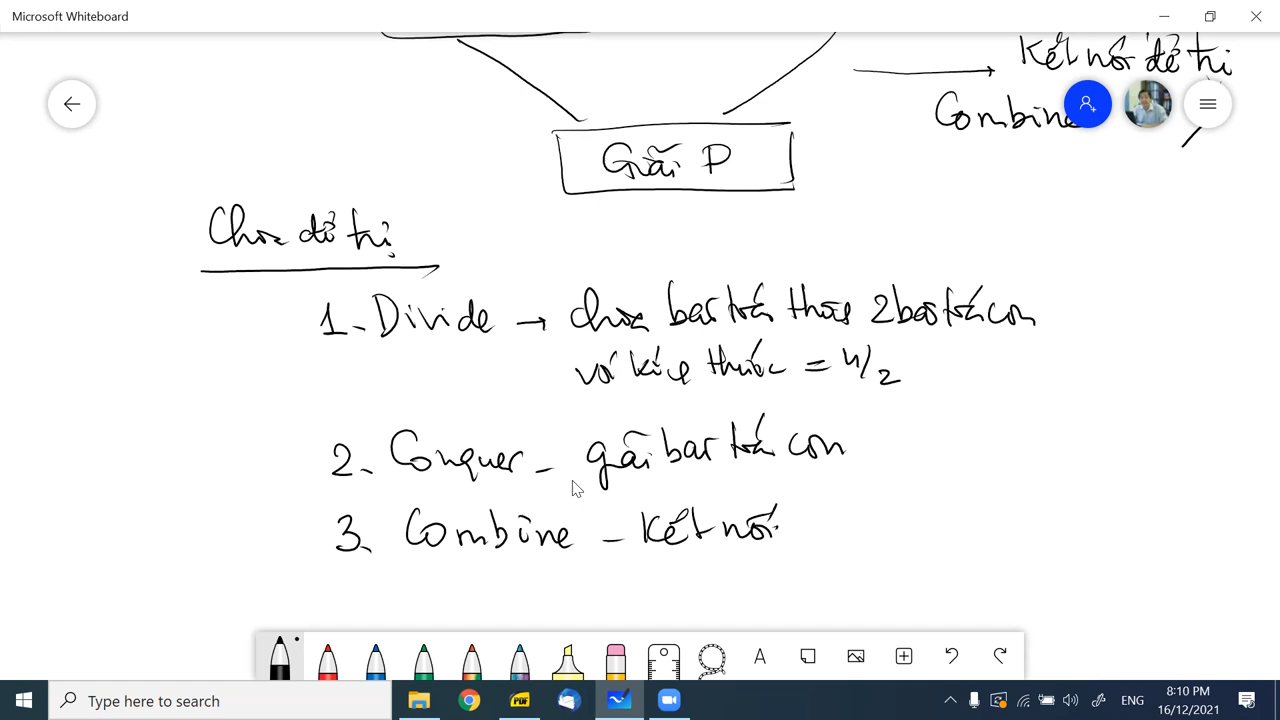 Microsoft Whiteboard
Kết nối để trị
Combine
Giải P
Chia để trị
1. Divide → chia bài toán thành 2 bài toán con
với kích thước = n/2
2. Conquer - giải bài toán con
3. Combine - Kết nối
A
Type here to search
PDF
ENG
8:10 PM
16/12/2021